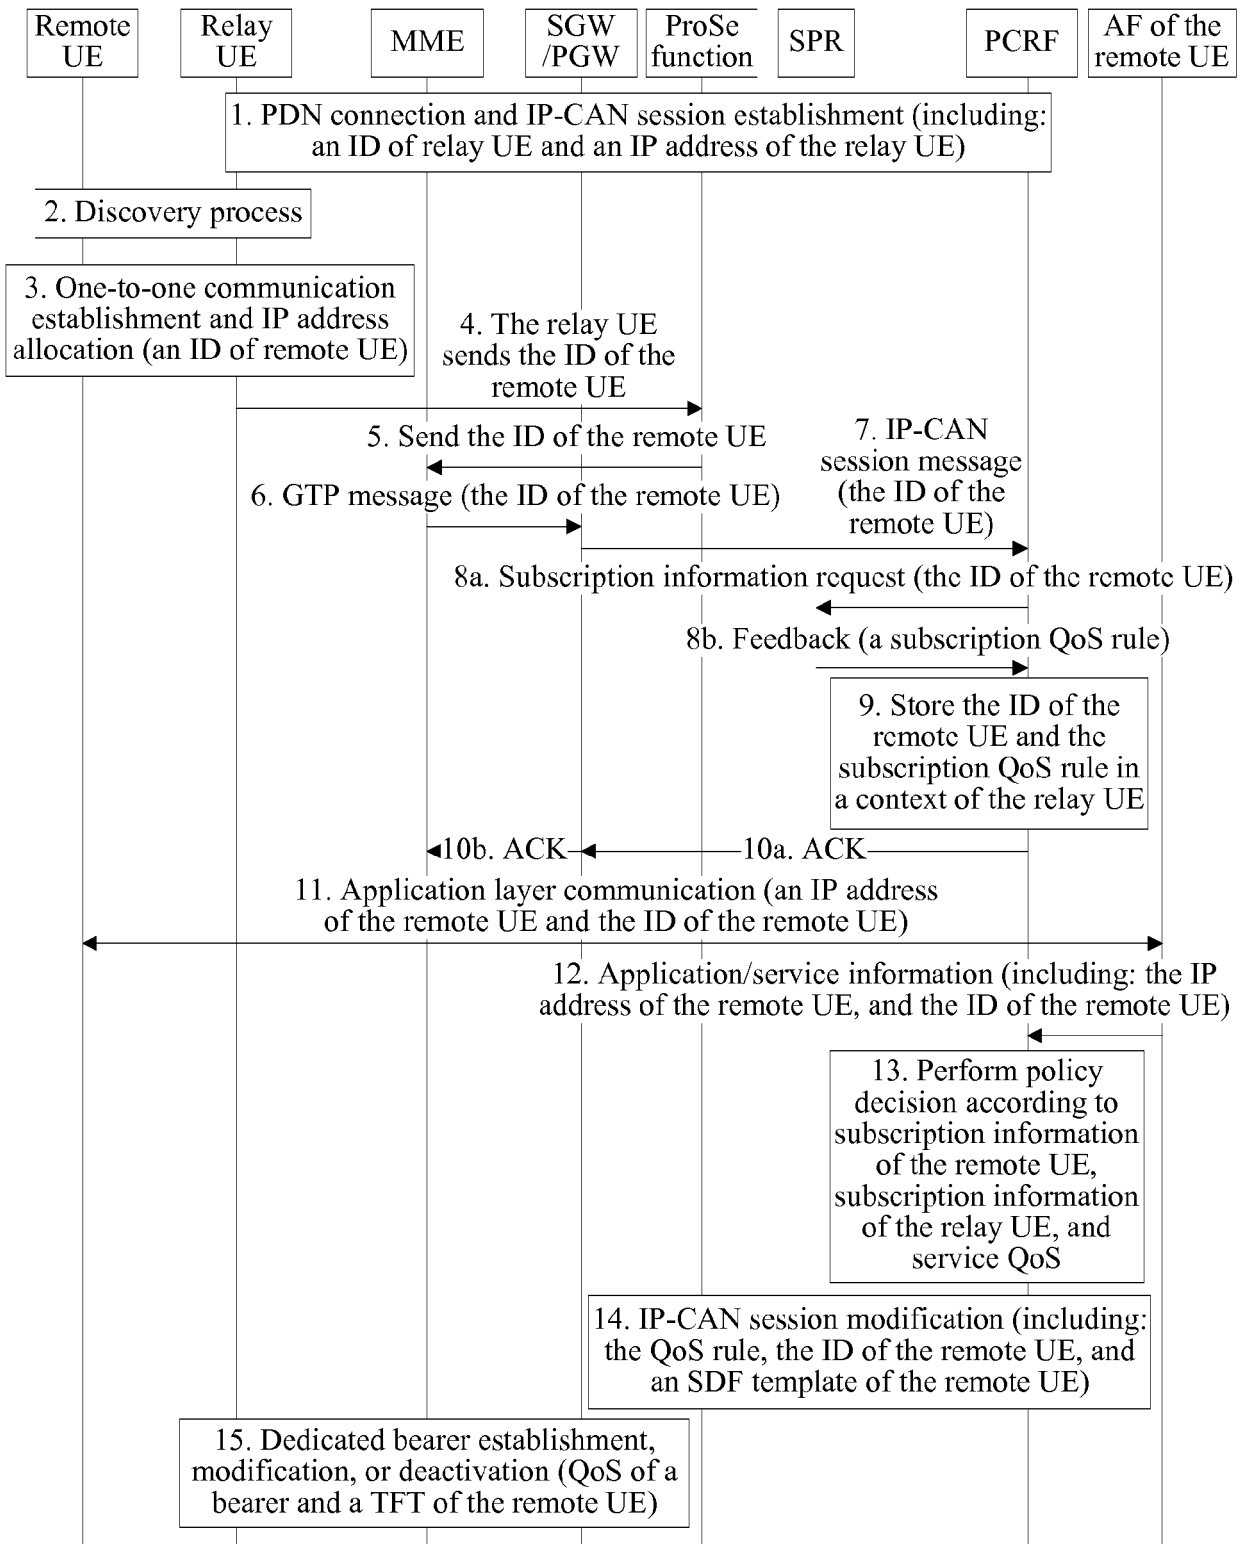 Remote
UE
Relay
UE
MME
SGW
/PGW
ProSe
function
SPR
PCRF
AF of the
remote UE
1. PDN connection and IP-CAN session establishment (including:
an ID of relay UE and an IP address of the relay UE)
2. Discovery process
3. One-to-one communication
establishment and IP address
allocation (an ID of remote UE)
4. The relay UE
sends the ID of the
remote UE
5. Send the ID of the remote UE
6. GTP message (the ID of the remote UE)
7. IP-CAN
session message
(the ID of the
remote UE)
8a. Subscription information request (the ID of the remote UE)
8b. Feedback (a subscription QoS rule)
9. Store the ID of the
remote UE and the
subscription QoS rule in
a context of the relay UE
10b. ACK
10a. ACK
11. Application layer communication (an IP address
of the remote UE and the ID of the remote UE)
12. Application/service information (including: the IP
address of the remote UE, and the ID of the remote UE)
13. Perform policy
decision according to
subscription information
of the remote UE,
subscription information
of the relay UE, and
service QoS
14. IP-CAN session modification (including:
the QoS rule, the ID of the remote UE, and
an SDF template of the remote UE)
15. Dedicated bearer establishment,
modification, or deactivation (QoS of a
bearer and a TFT of the remote UE)